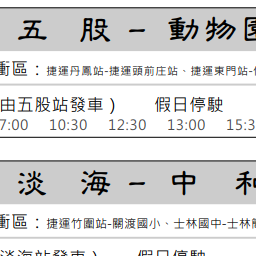 五 股 - 動物園
衝區：捷運丹鳳站-捷運頭前庄站、捷運東門站-
由五股站發車） 假日停駛
7:00 10:30 12:30 13:00 15:3
淡 海 - 中 和
衝區：捷運竹圍站-關渡國小、士林國中-士林
淡海站發車） 假日停駛